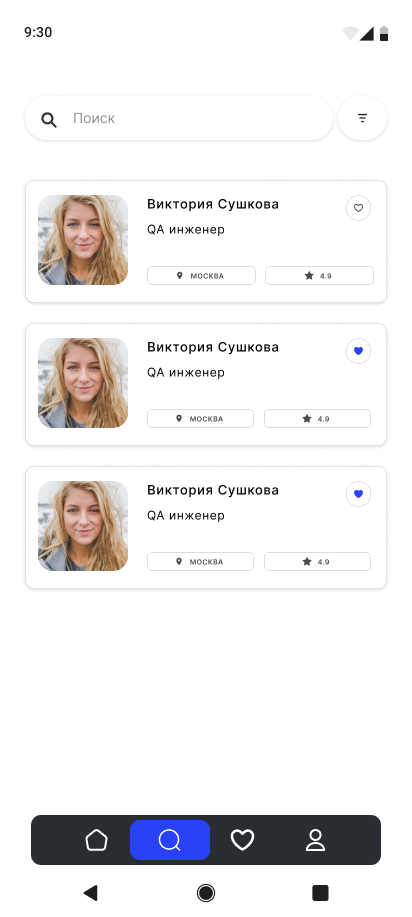 9:30
Поиск
Виктория Сушкова
QA инженер
МОСКВА 4.9
Виктория Сушкова
QA инженер
МОСКВА 4.9
Виктория Сушкова
QA инженер
МОСКВА 4.9